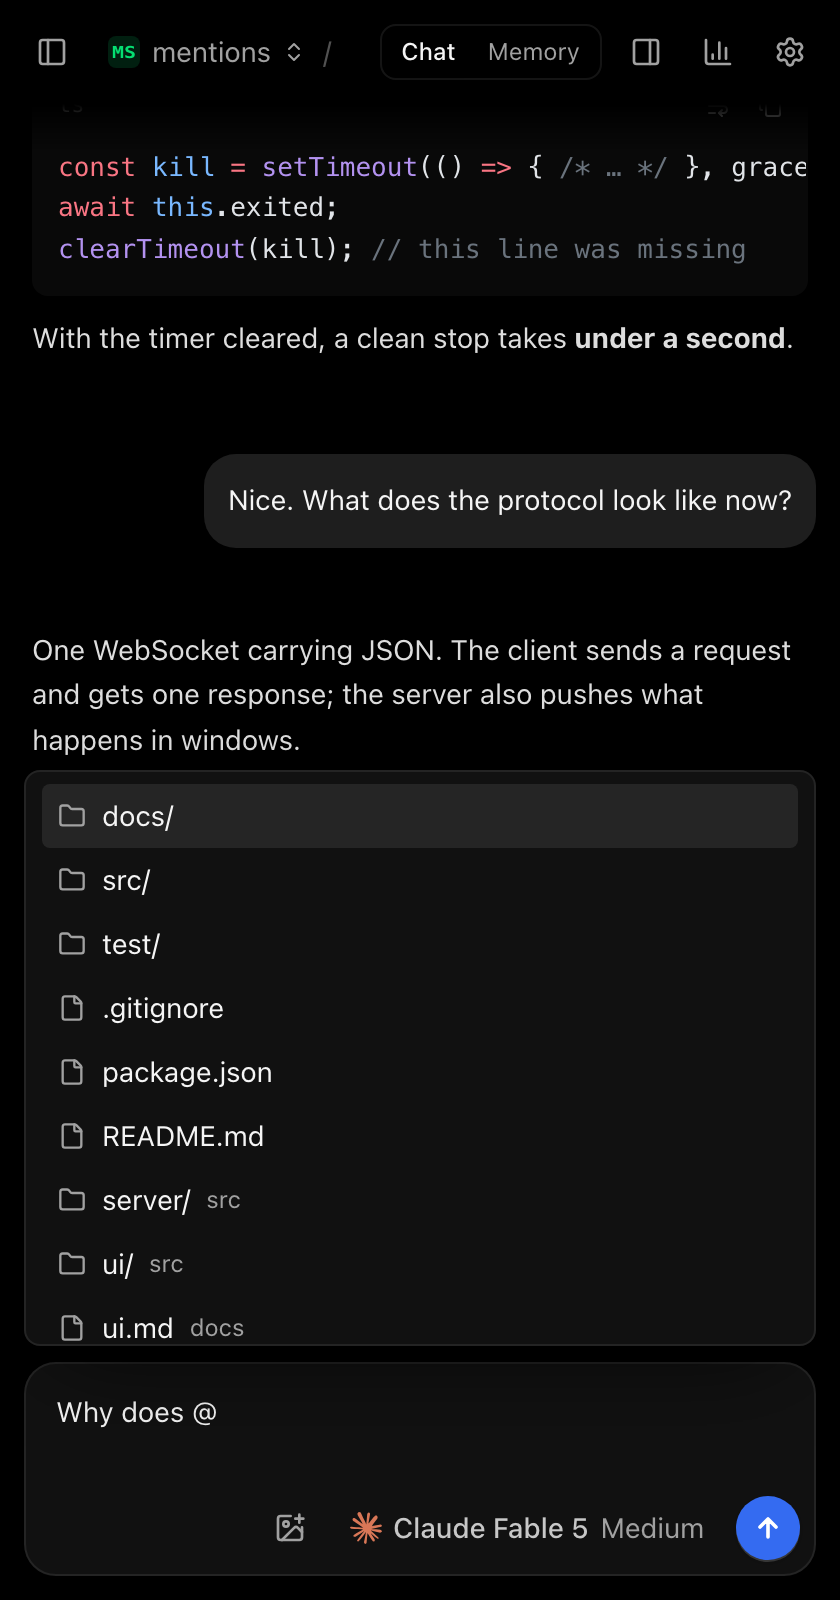 MS mentions / Chat Memory
ts
const kill = setTimeout(() => { /* … */ }, grace
await this.exited;
clearTimeout(kill); // this line was missing
With the timer cleared, a clean stop takes under a second.
Nice. What does the protocol look like now?
One WebSocket carrying JSON. The client sends a request
and gets one response; the server also pushes what
happens in windows.
docs/
src/
test/
.gitignore
package.json
README.md
server/ src
ui/ src
ui.md docs
Why does @
Claude Fable 5 Medium